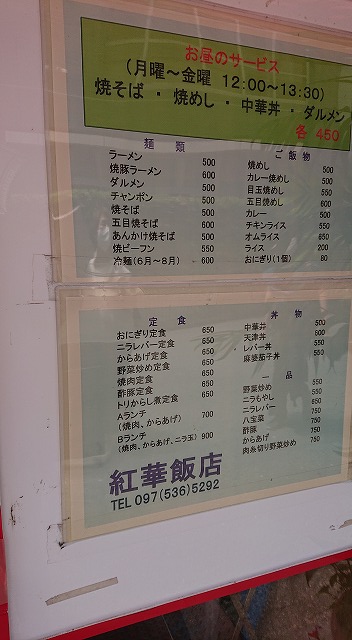 お昼のサービス
(月曜～金曜 12:00～13:30)
焼そば・焼めし・中華丼・ダルメン
各 450
麺類
ラーメン 500
焼豚ラーメン 600
ダルメン 500
チャンポン 500
焼そば 500
五目焼そば 600
あんかけ焼そば 500
焼ビーフン 550
冷麺(6月～8月) 600
ご飯物
焼めし 500
カレー焼めし 500
目玉焼めし 550
五目焼めし 600
カレー 500
チキンライス 550
オムライス 650
ライス 200
おにぎり(1個) 80
定食
おにぎり定食 650
ニラレバー定食 650
からあげ定食 650
野菜炒め定食 650
焼肉定食 650
酢豚定食 650
トリからし煮定食 650
Aランチ 700
(焼肉、からあげ)
Bランチ 900
(焼肉、からあげ、ニラ玉)
丼物
中華丼 500
天津丼 600
レバー丼 550
麻婆茄子丼 550
一品
野菜炒め 550
ニラもやし 550
ニラレバー 650
八宝菜 750
酢豚 750
からあげ 750
肉糸切り野菜炒め 750
紅華飯店
TEL 097(536)5292